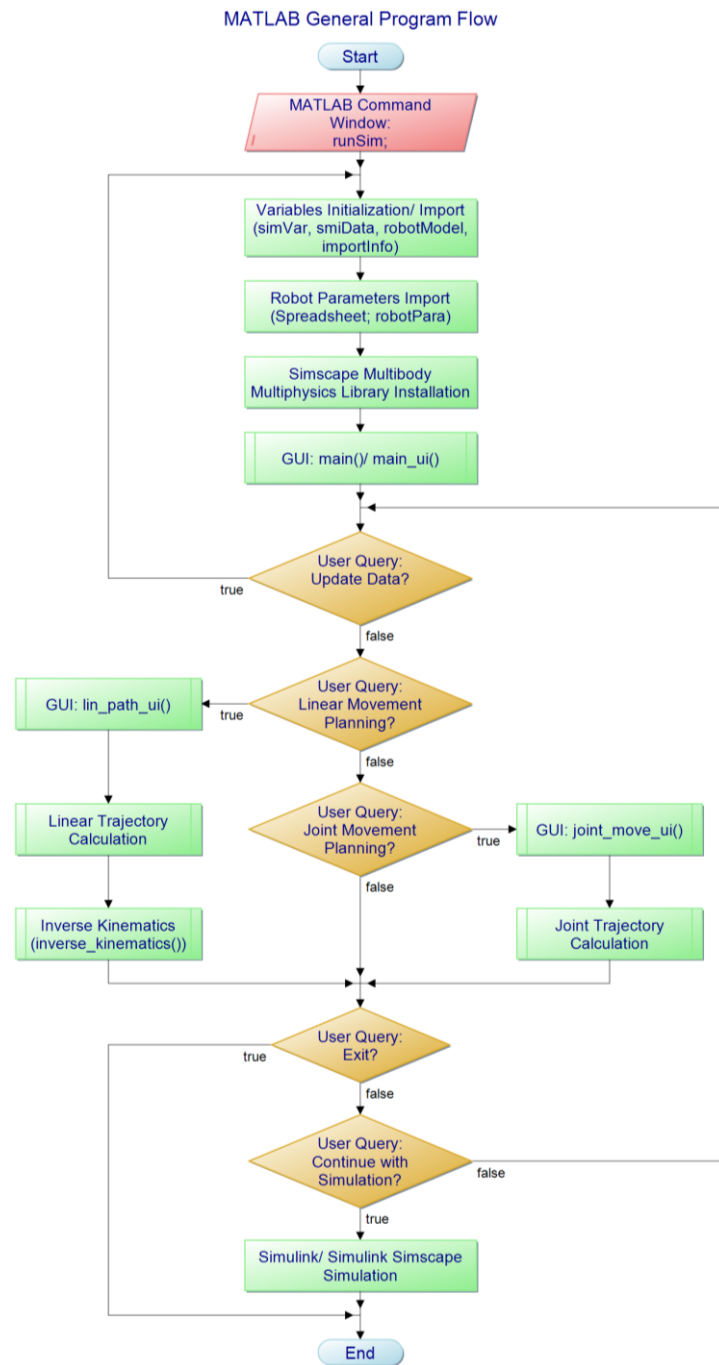 MATLAB General Program Flow
Start
MATLAB Command
Window:
runSim;
Variables Initialization/ Import
(simVar, smiData, robotModel,
importInfo)
Robot Parameters Import
(Spreadsheet; robotPara)
Simscape Multibody
Multiphysics Library Installation
GUI: main()/ main_ui()
User Query:
Update Data?
true
false
User Query:
Linear Movement
Planning?
true
false
GUI: lin_path_ui()
Linear Trajectory
Calculation
Inverse Kinematics
(inverse_kinematics())
User Query:
Joint Movement
Planning?
true
false
GUI: joint_move_ui()
Joint Trajectory
Calculation
User Query:
Exit?
true
false
User Query:
Continue with
Simulation?
false
true
Simulink/ Simulink Simscape
Simulation
End